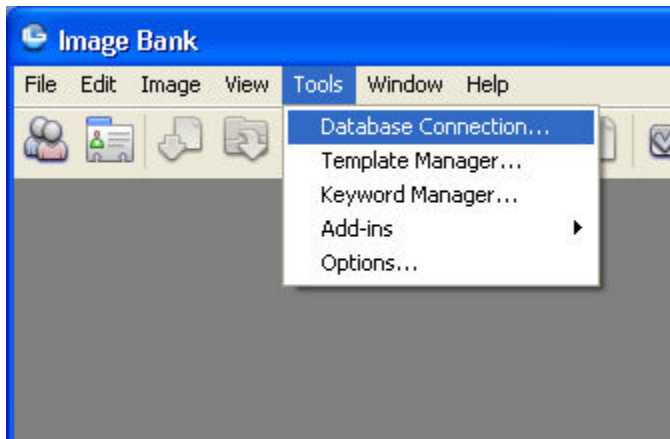 Image Bank
File Edit Image View Tools Window Help
Database Connection...
Template Manager...
Keyword Manager...
Add-ins
Options...